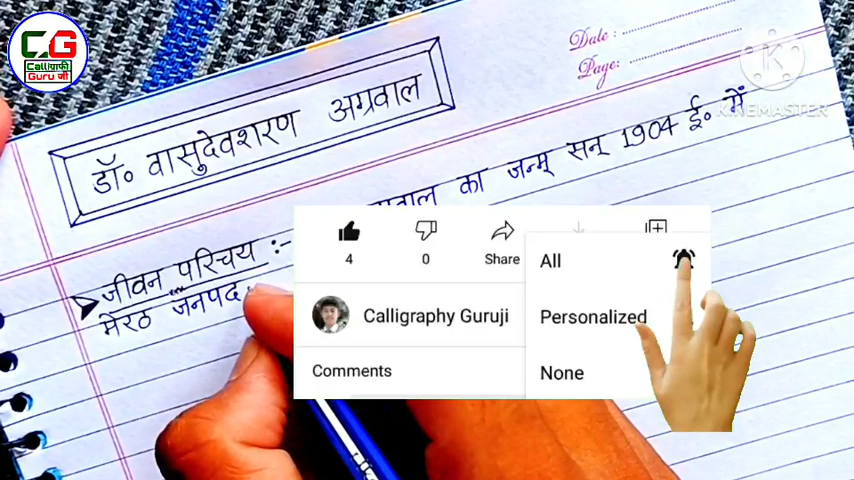 CG
Calliग्राफी
Guru जी
Date :
Page:
KINEMASTER
डॉ० वासुदेवशरण अग्रवाल
का जन्म् सन् 1904 ई० में
जीवन परिचय :-
मेरठ जनपद
4
0
Share
All
Calligraphy Guruji
Personalized
Comments
None